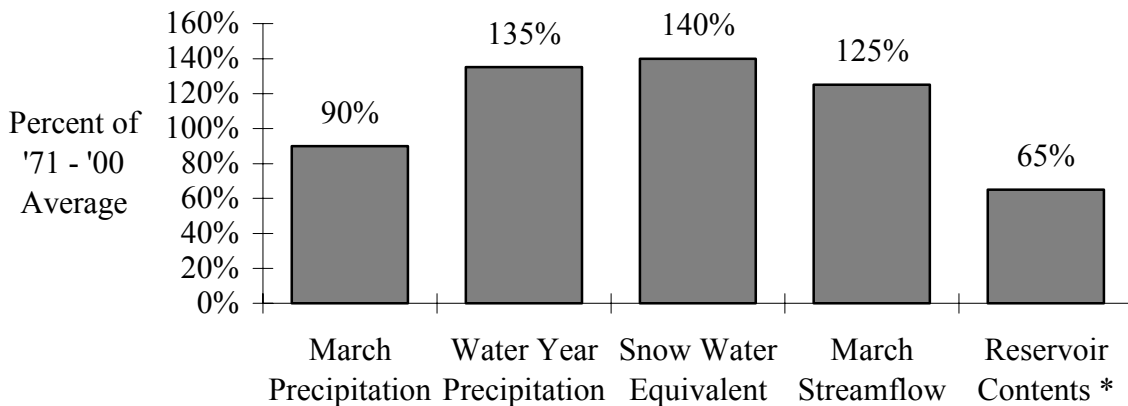 160%
140%
120%
100%
80%
60%
40%
20%
0%
Percent of
'71 - '00
Average
90%
135%
140%
125%
65%
March
Precipitation
Water Year
Precipitation
Snow Water
Equivalent
March
Streamflow
Reservoir
Contents *